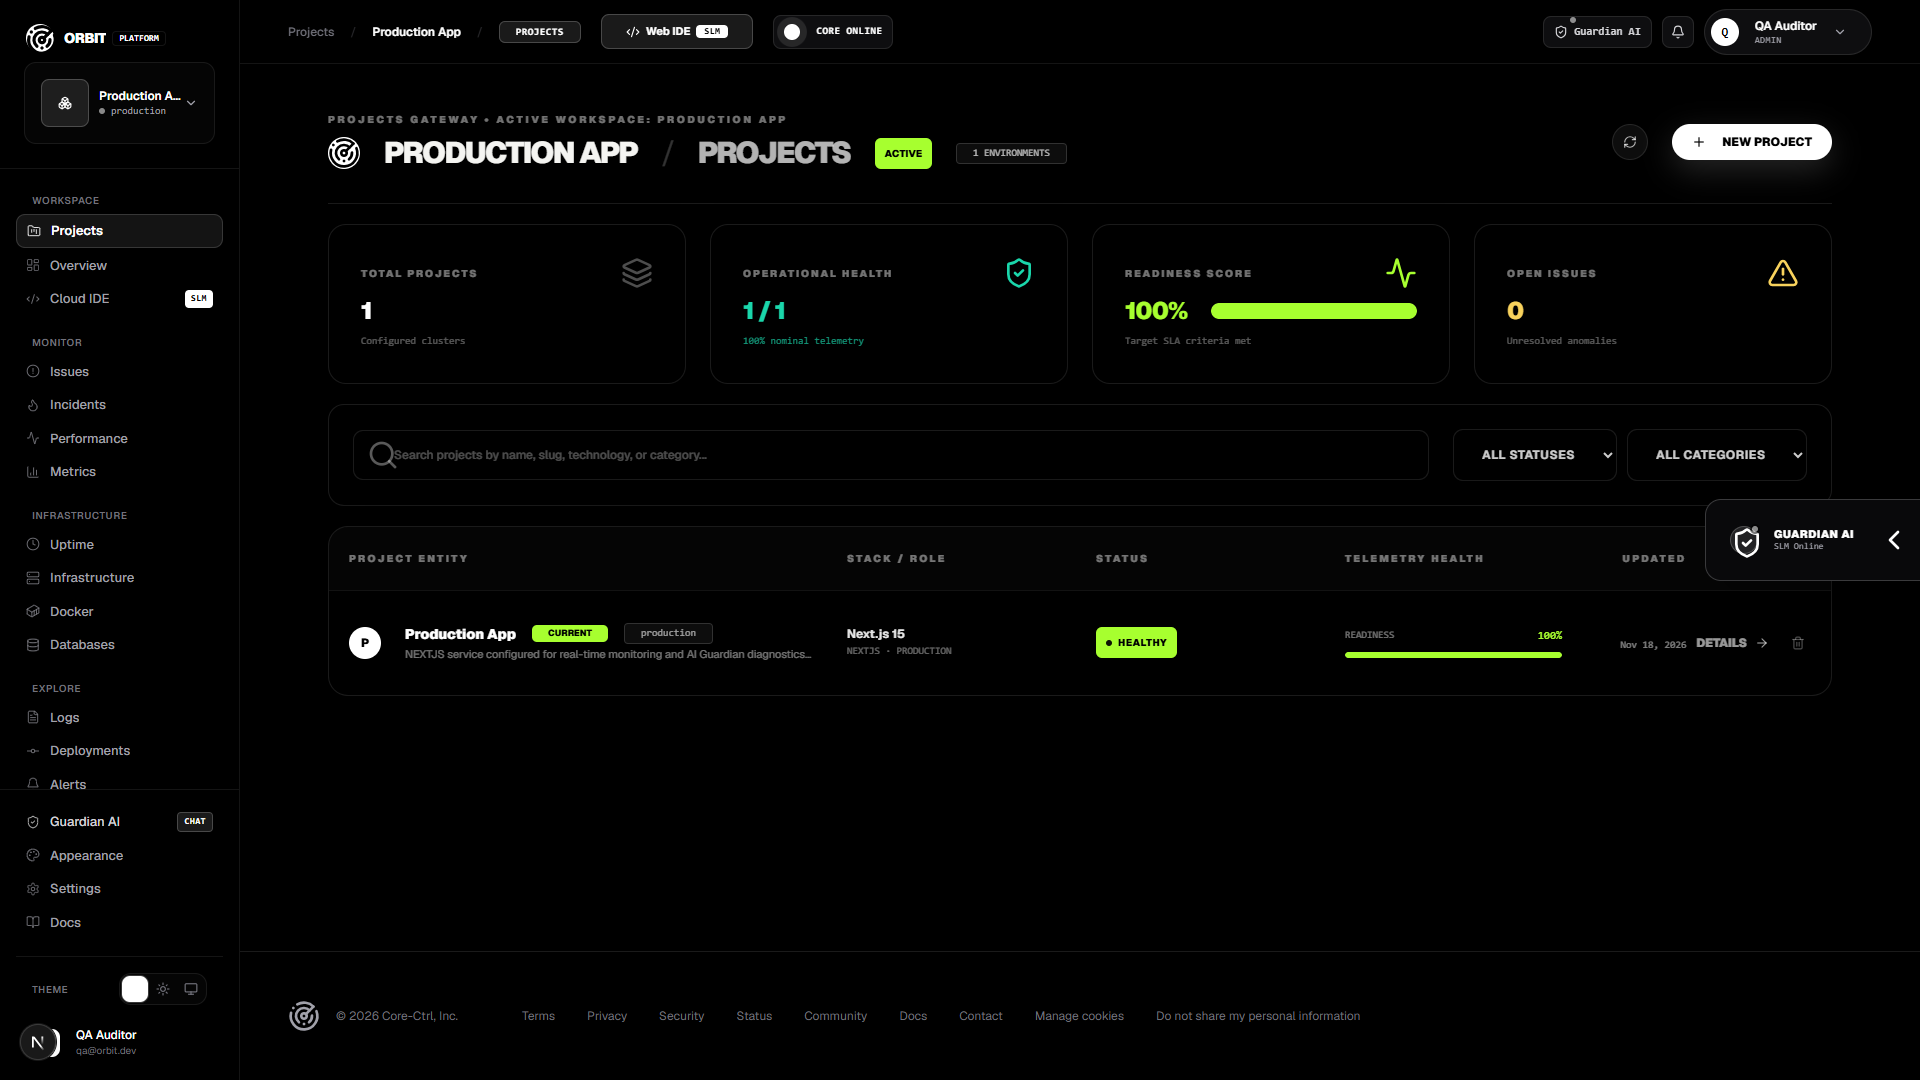 ORBIT PLATFORM
Production A...
production
WORKSPACE
Projects
Overview
Cloud IDE SLM
MONITOR
Issues
Incidents
Performance
Metrics
INFRASTRUCTURE
Uptime
Infrastructure
Docker
Databases
EXPLORE
Logs
Deployments
Alerts
Guardian AI CHAT
Appearance
Settings
Docs
THEME
N
QA Auditor
qa@orbit.dev
Projects / Production App / PROJECTS </> Web IDE SLM CORE ONLINE
Guardian AI
Q
QA Auditor
ADMIN
PROJECTS GATEWAY • ACTIVE WORKSPACE: PRODUCTION APP
PRODUCTION APP / PROJECTS ACTIVE 1 ENVIRONMENTS
+ NEW PROJECT
TOTAL PROJECTS
1
Configured clusters
OPERATIONAL HEALTH
1/1
100% nominal telemetry
READINESS SCORE
100%
Target SLA criteria met
OPEN ISSUES
0
Unresolved anomalies
Search projects by name, slug, technology, or category...
ALL STATUSES
ALL CATEGORIES
GUARDIAN AI
SLM Online
PROJECT ENTITY STACK / ROLE STATUS TELEMETRY HEALTH UPDATED
P
Production App CURRENT production
NEXTJS service configured for real-time monitoring and AI Guardian diagnostics...
Next.js 15
NEXTJS · PRODUCTION
HEALTHY
READINESS 100%
Nov 18, 2026 DETAILS
© 2026 Core-Ctrl, Inc. Terms Privacy Security Status Community Docs Contact Manage cookies Do not share my personal information